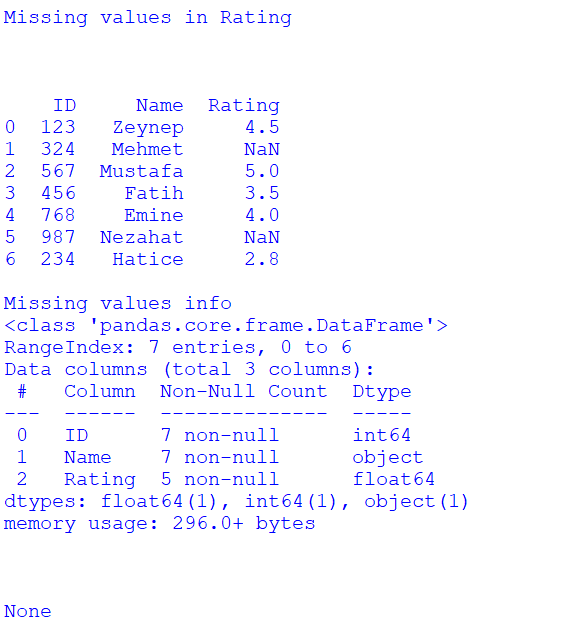 Missing values in Rating
    ID     Name  Rating
0  123   Zeynep     4.5
1  324   Mehmet     NaN
2  567  Mustafa     5.0
3  456    Fatih     3.5
4  768    Emine     4.0
5  987  Nezahat     NaN
6  234   Hatice     2.8
Missing values info
<class 'pandas.core.frame.DataFrame'>
RangeIndex: 7 entries, 0 to 6
Data columns (total 3 columns):
 #   Column  Non-Null Count  Dtype
---  ------  --------------  -----
 0   ID      7 non-null      int64
 1   Name    7 non-null      object
 2   Rating  5 non-null      float64
dtypes: float64(1), int64(1), object(1)
memory usage: 296.0+ bytes
None